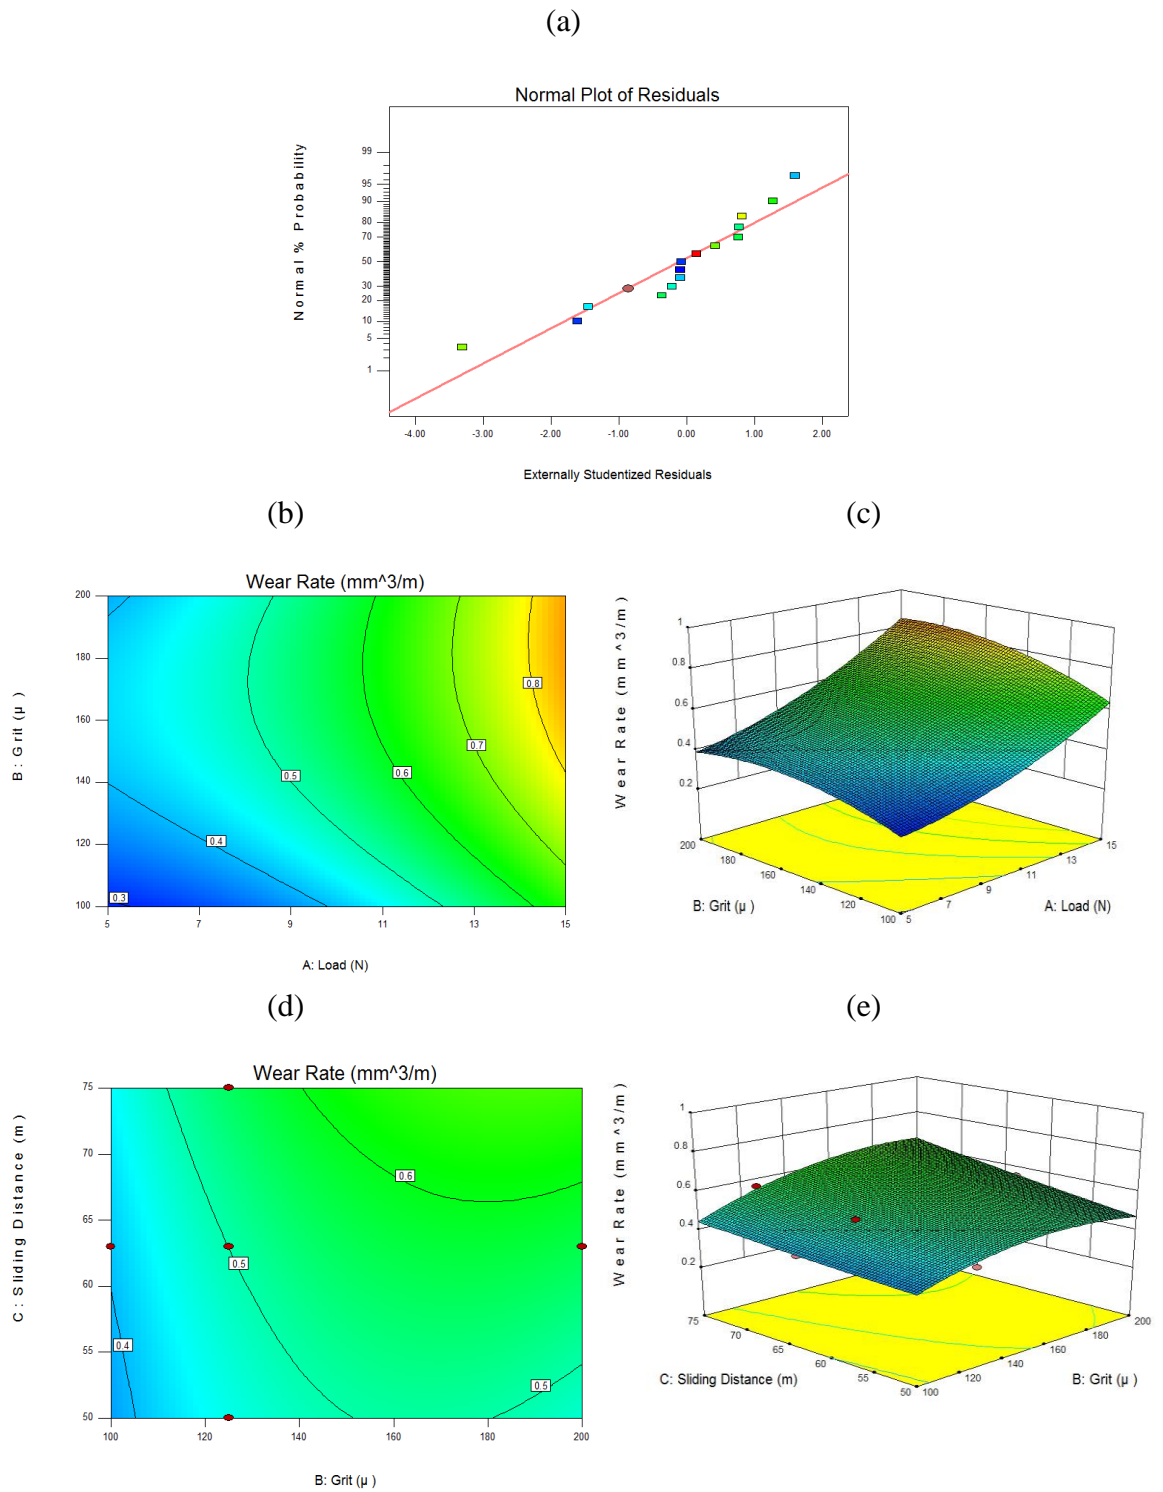 (a)
Normal Plot of Residuals
Normal % Probability
99
95
90
80
70
50
30
20
10
5
1
-4.00 -3.00 -2.00 -1.00 0.00 1.00 2.00
Externally Studentized Residuals
(b)
Wear Rate (mm^3/m)
B: Grit (µ )
200
180
160
140
120
100
0.8
0.7
0.6
0.5
0.4
0.3
5 7 9 11 13 15
A: Load (N)
(c)
Wear Rate (mm^3/m)
1
0.8
0.6
0.4
0.2
200 180 160 140 120 100
5 7 9 11 13 15
B: Grit (µ )
A: Load (N)
(d)
Wear Rate (mm^3/m)
C: Sliding Distance (m)
75
70
65
60
55
50
0.6
0.5
0.4
0.5
100 120 140 160 180 200
B: Grit (µ )
(e)
Wear Rate (mm^3/m)
1
0.8
0.6
0.4
0.2
75 70 65 60 55 50
100 120 140 160 180 200
C: Sliding Distance (m)
B: Grit (µ )